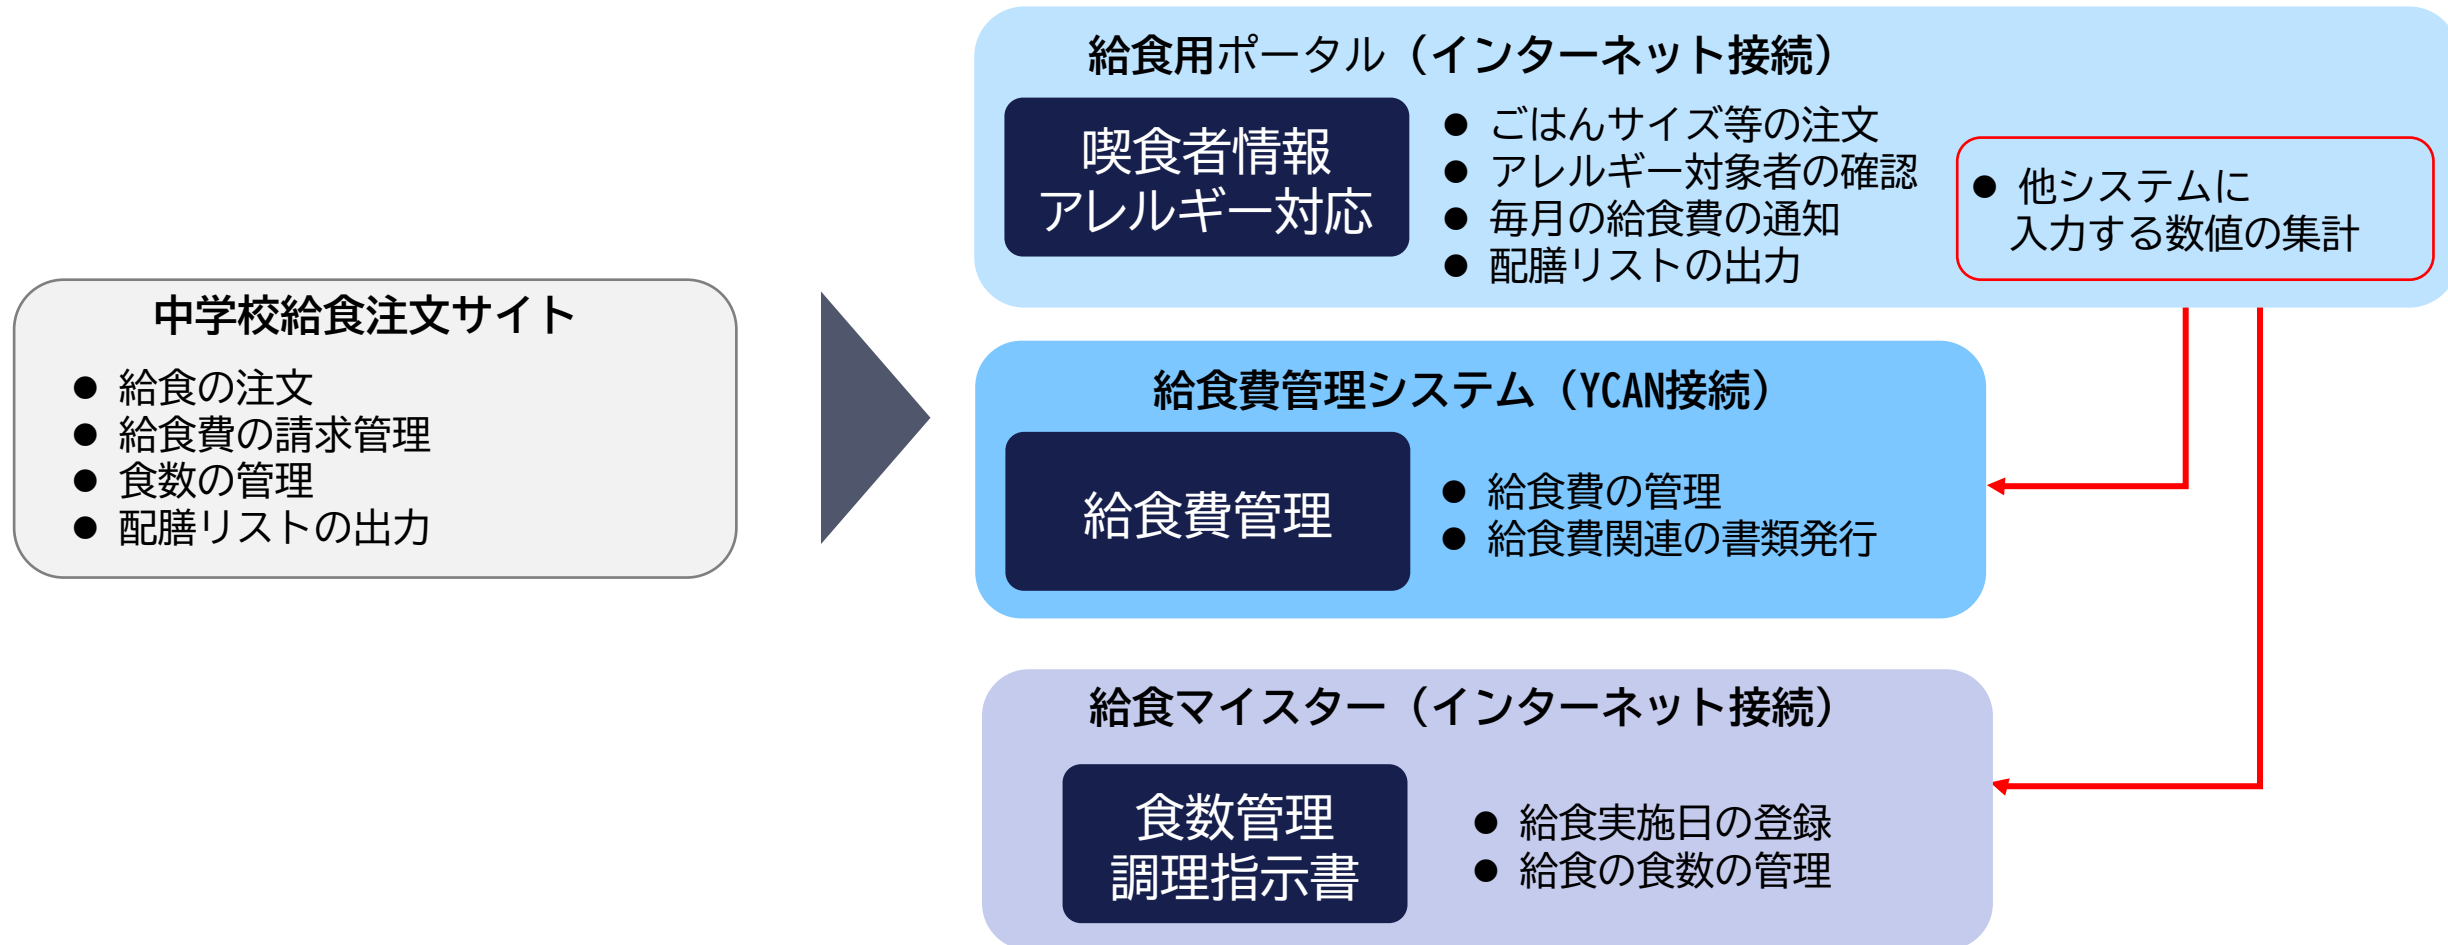 中学校給食注文サイト
● 給食の注文
● 給食費の請求管理
● 食数の管理
● 配膳リストの出力
給食用ポータル（インターネット接続）
喫食者情報
アレルギー対応
● ごはんサイズ等の注文
● アレルギー対象者の確認
● 毎月の給食費の通知
● 配膳リストの出力
● 他システムに
入力する数値の集計
給食費管理システム（YCAN接続）
給食費管理
● 給食費の管理
● 給食費関連の書類発行
給食マイスター（インターネット接続）
食数管理
調理指示書
● 給食実施日の登録
● 給食の食数の管理